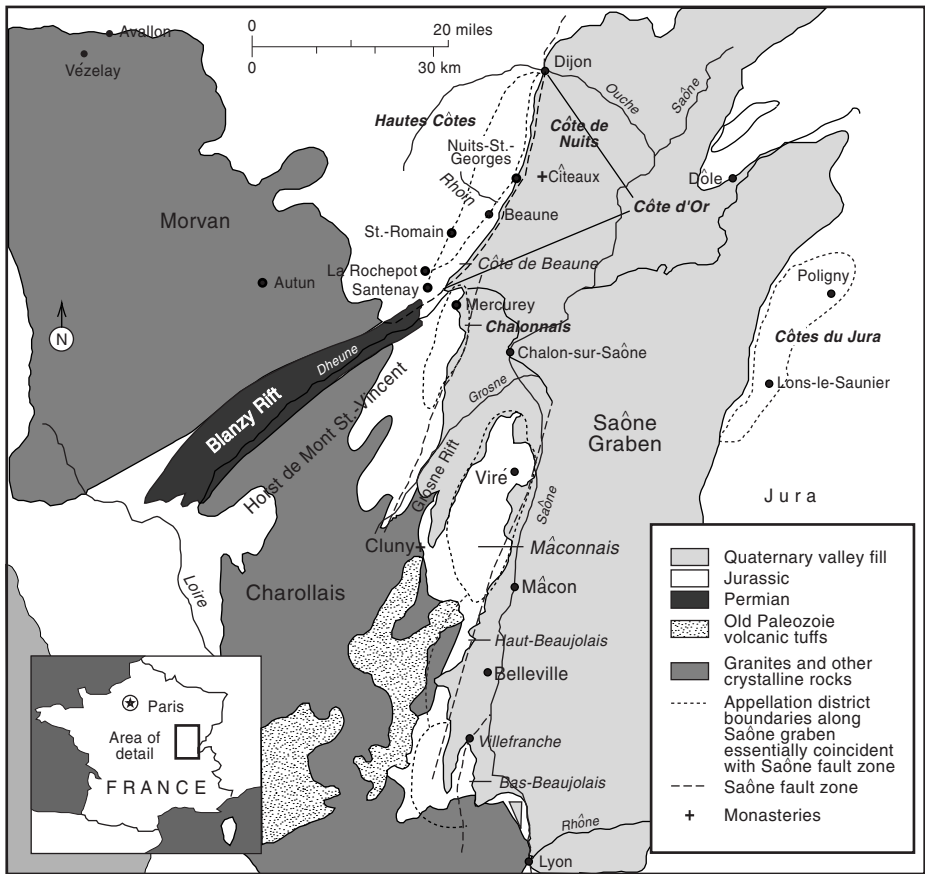 Avallon
Vézelay
0 20 miles
0 30 km
Dijon
Ouche
Saône
Hautes Côtes
Côte de
Nuits
Nuits-St.-
Georges
Cîteaux
Rhoin
Dôle
Morvan
Beaune
Côte d'Or
St.-Romain
Côte de Beaune
La Rochepot
Santenay
Autun
Poligny
Mercurey
Chalonnais
N
Côtes du Jura
Chalon-sur-Saône
Dheune
Grosne
Lons-le-Saunier
Blanzy Rift
Horst de Mont St.-Vincent
Saône
Graben
Grosne Rift
Viré
Jura
Saône
Cluny
Mâconnais
Loire
Charollais
Mâcon
Haut-Beaujolais
Belleville
Villefranche
Bas-Beaujolais
Rhône
Lyon
Paris
Area of
detail
FRANCE
Quaternary valley fill
Jurassic
Permian
Old Paleozoie
volcanic tuffs
Granites and other
crystalline rocks
Appellation district
boundaries along
Saône graben
essentially coincident
with Saône fault zone
Saône fault zone
Monasteries